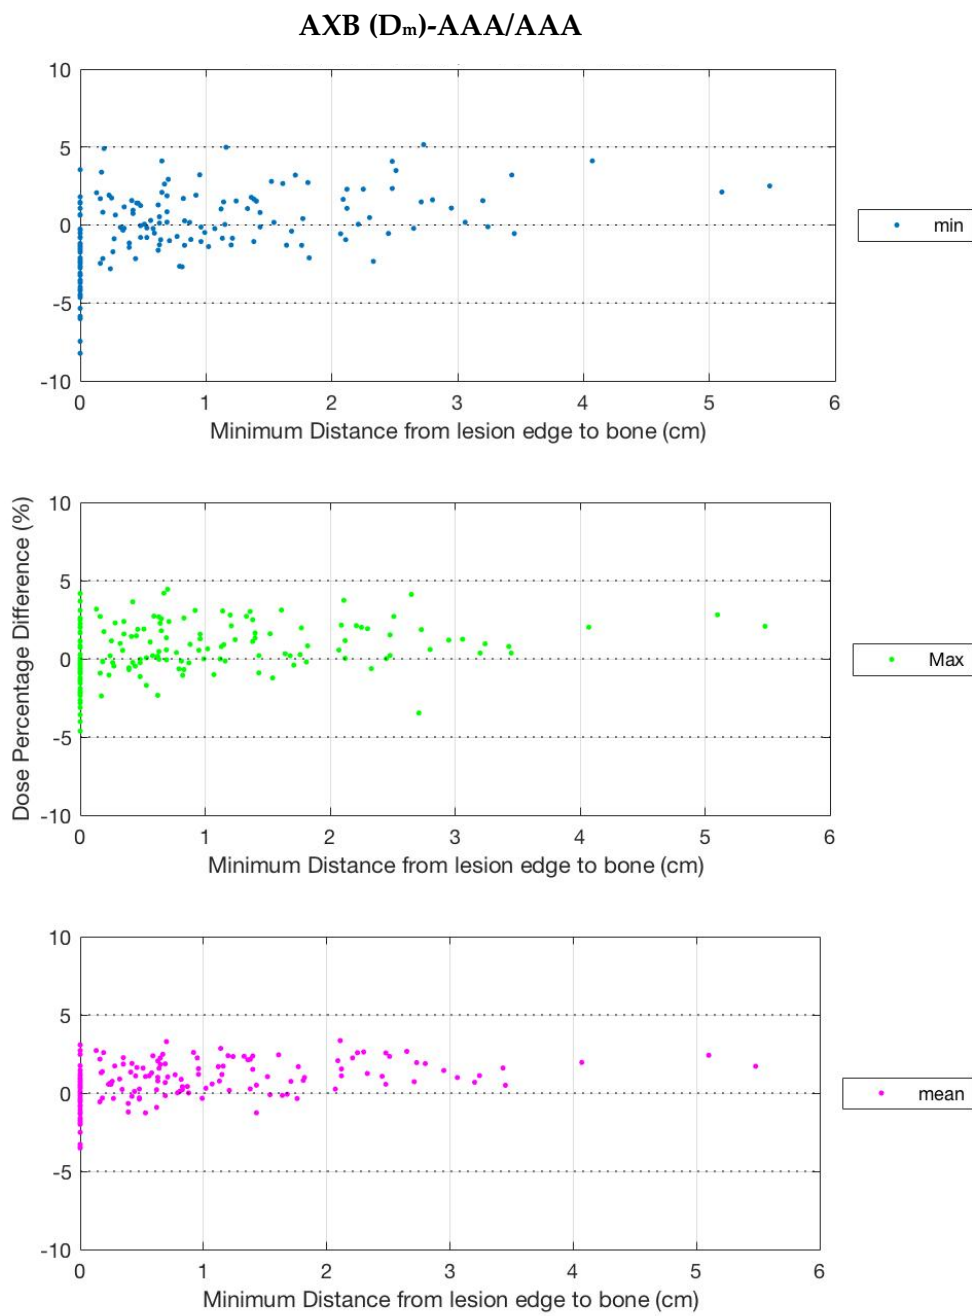 AXB (Dm)-AAA/AAA
10
5
0
-5
-10
0 1 2 3 4 5 6
Minimum Distance from lesion edge to bone (cm)
min
Dose Percentage Difference (%)
10
5
0
-5
-10
0 1 2 3 4 5 6
Minimum Distance from lesion edge to bone (cm)
Max
10
5
0
-5
-10
0 1 2 3 4 5 6
Minimum Distance from lesion edge to bone (cm)
mean